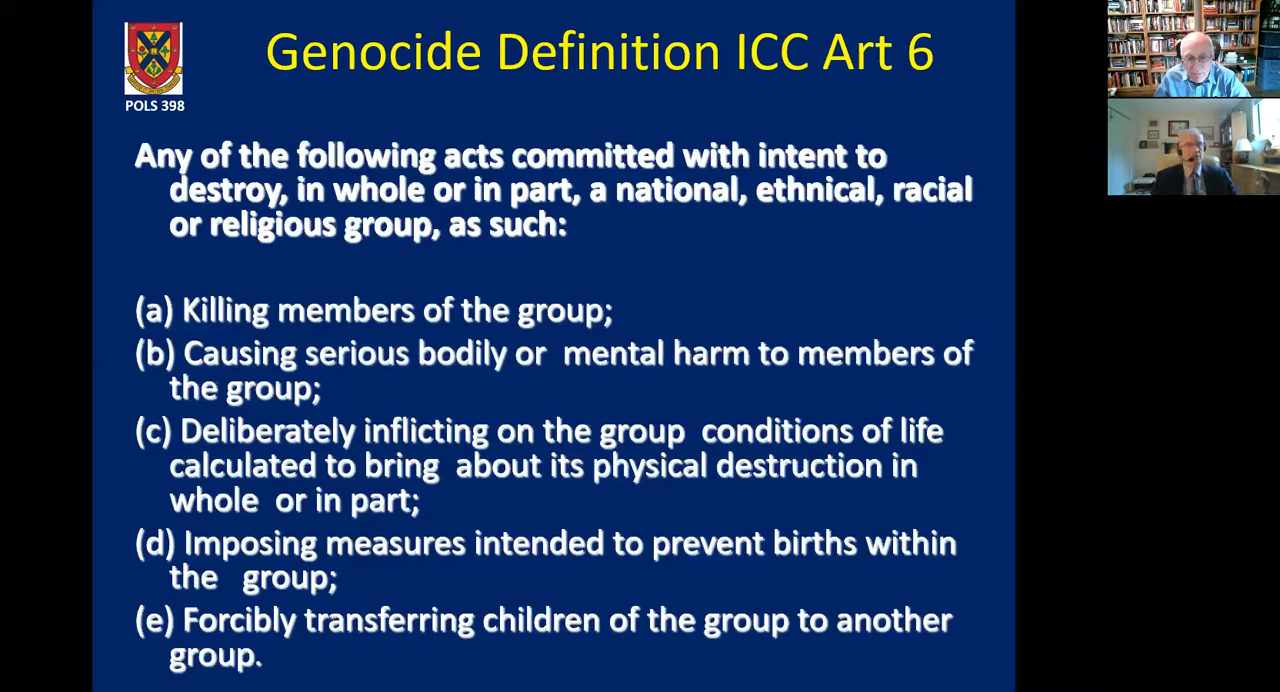 Genocide Definition ICC Art 6
POLS 398
Any of the following acts committed with intent to
destroy, in whole or in part, a national, ethnical, racial
or religious group, as such:
(a) Killing members of the group;
(b) Causing serious bodily or mental harm to members of
the group;
(c) Deliberately inflicting on the group conditions of life
calculated to bring about its physical destruction in
whole or in part;
(d) Imposing measures intended to prevent births within
the group;
(e) Forcibly transferring children of the group to another
group.